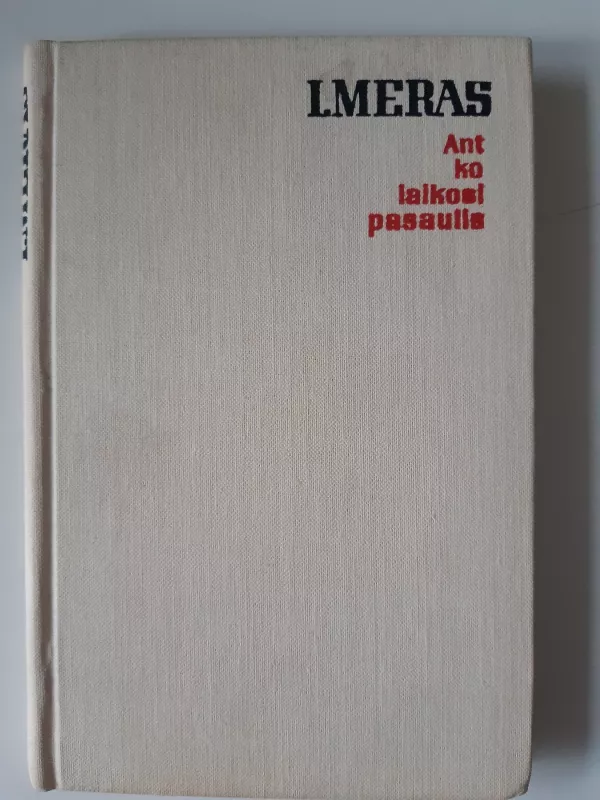 I.MERAS
Ant
ko
laikosi
pasaulis